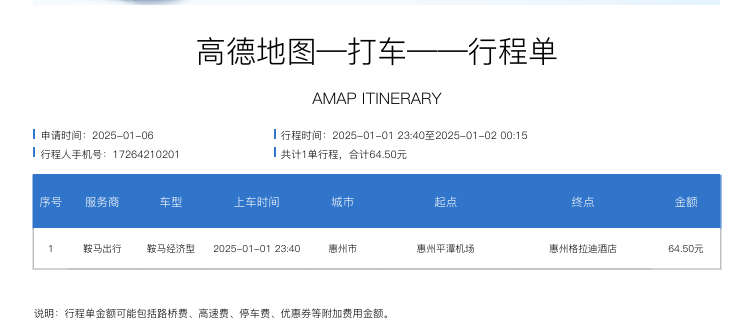 高德地图—打车——行程单
AMAP ITINERARY
申请时间：2025-01-06 行程时间：2025-01-01 23:40至2025-01-02 00:15
行程人手机号：17264210201 共计1单行程，合计64.50元
序号 服务商 车型 上车时间 城市 起点 终点 金额
1 鞍马出行 鞍马经济型 2025-01-01 23:40 惠州市 惠州平潭机场 惠州格拉迪酒店 64.50元
说明：行程单金额可能包括路桥费、高速费、停车费、优惠券等附加费用金额。